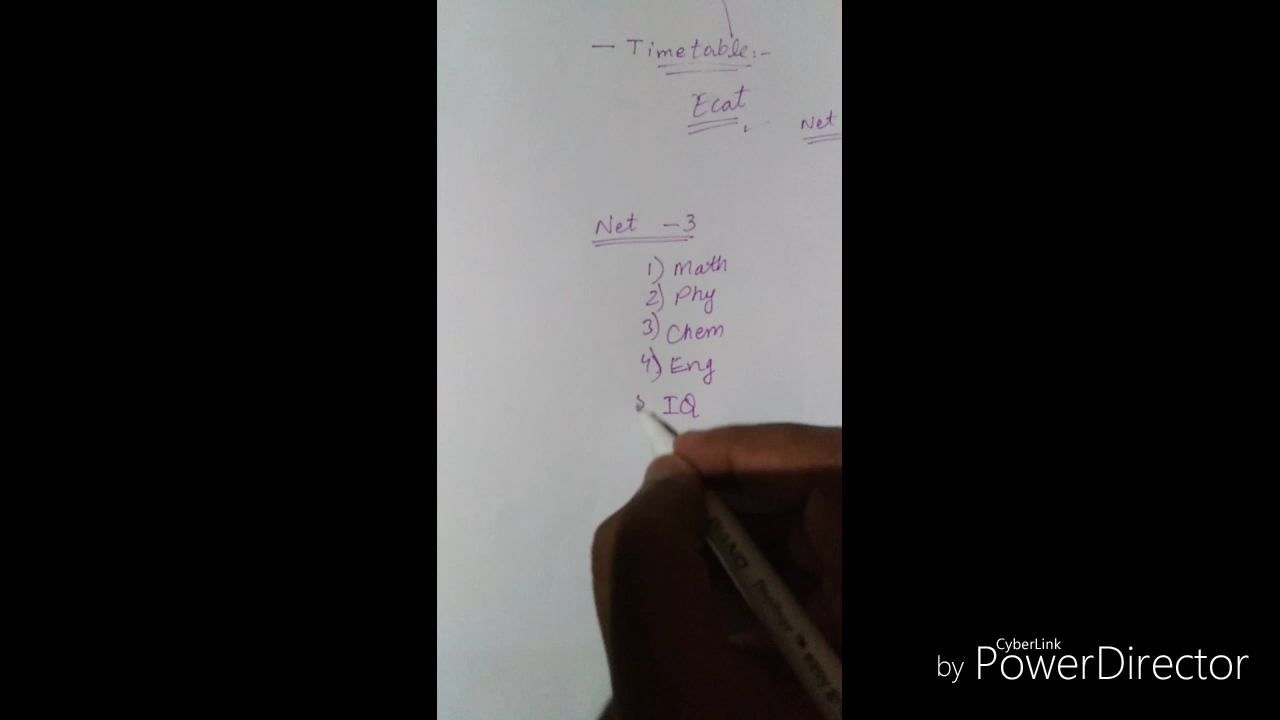 - Timetable:-
Ecat
Net
Net - 3
1) Math
2) Phy
3) Chem
4) Eng
IQ
CyberLink
by PowerDirector